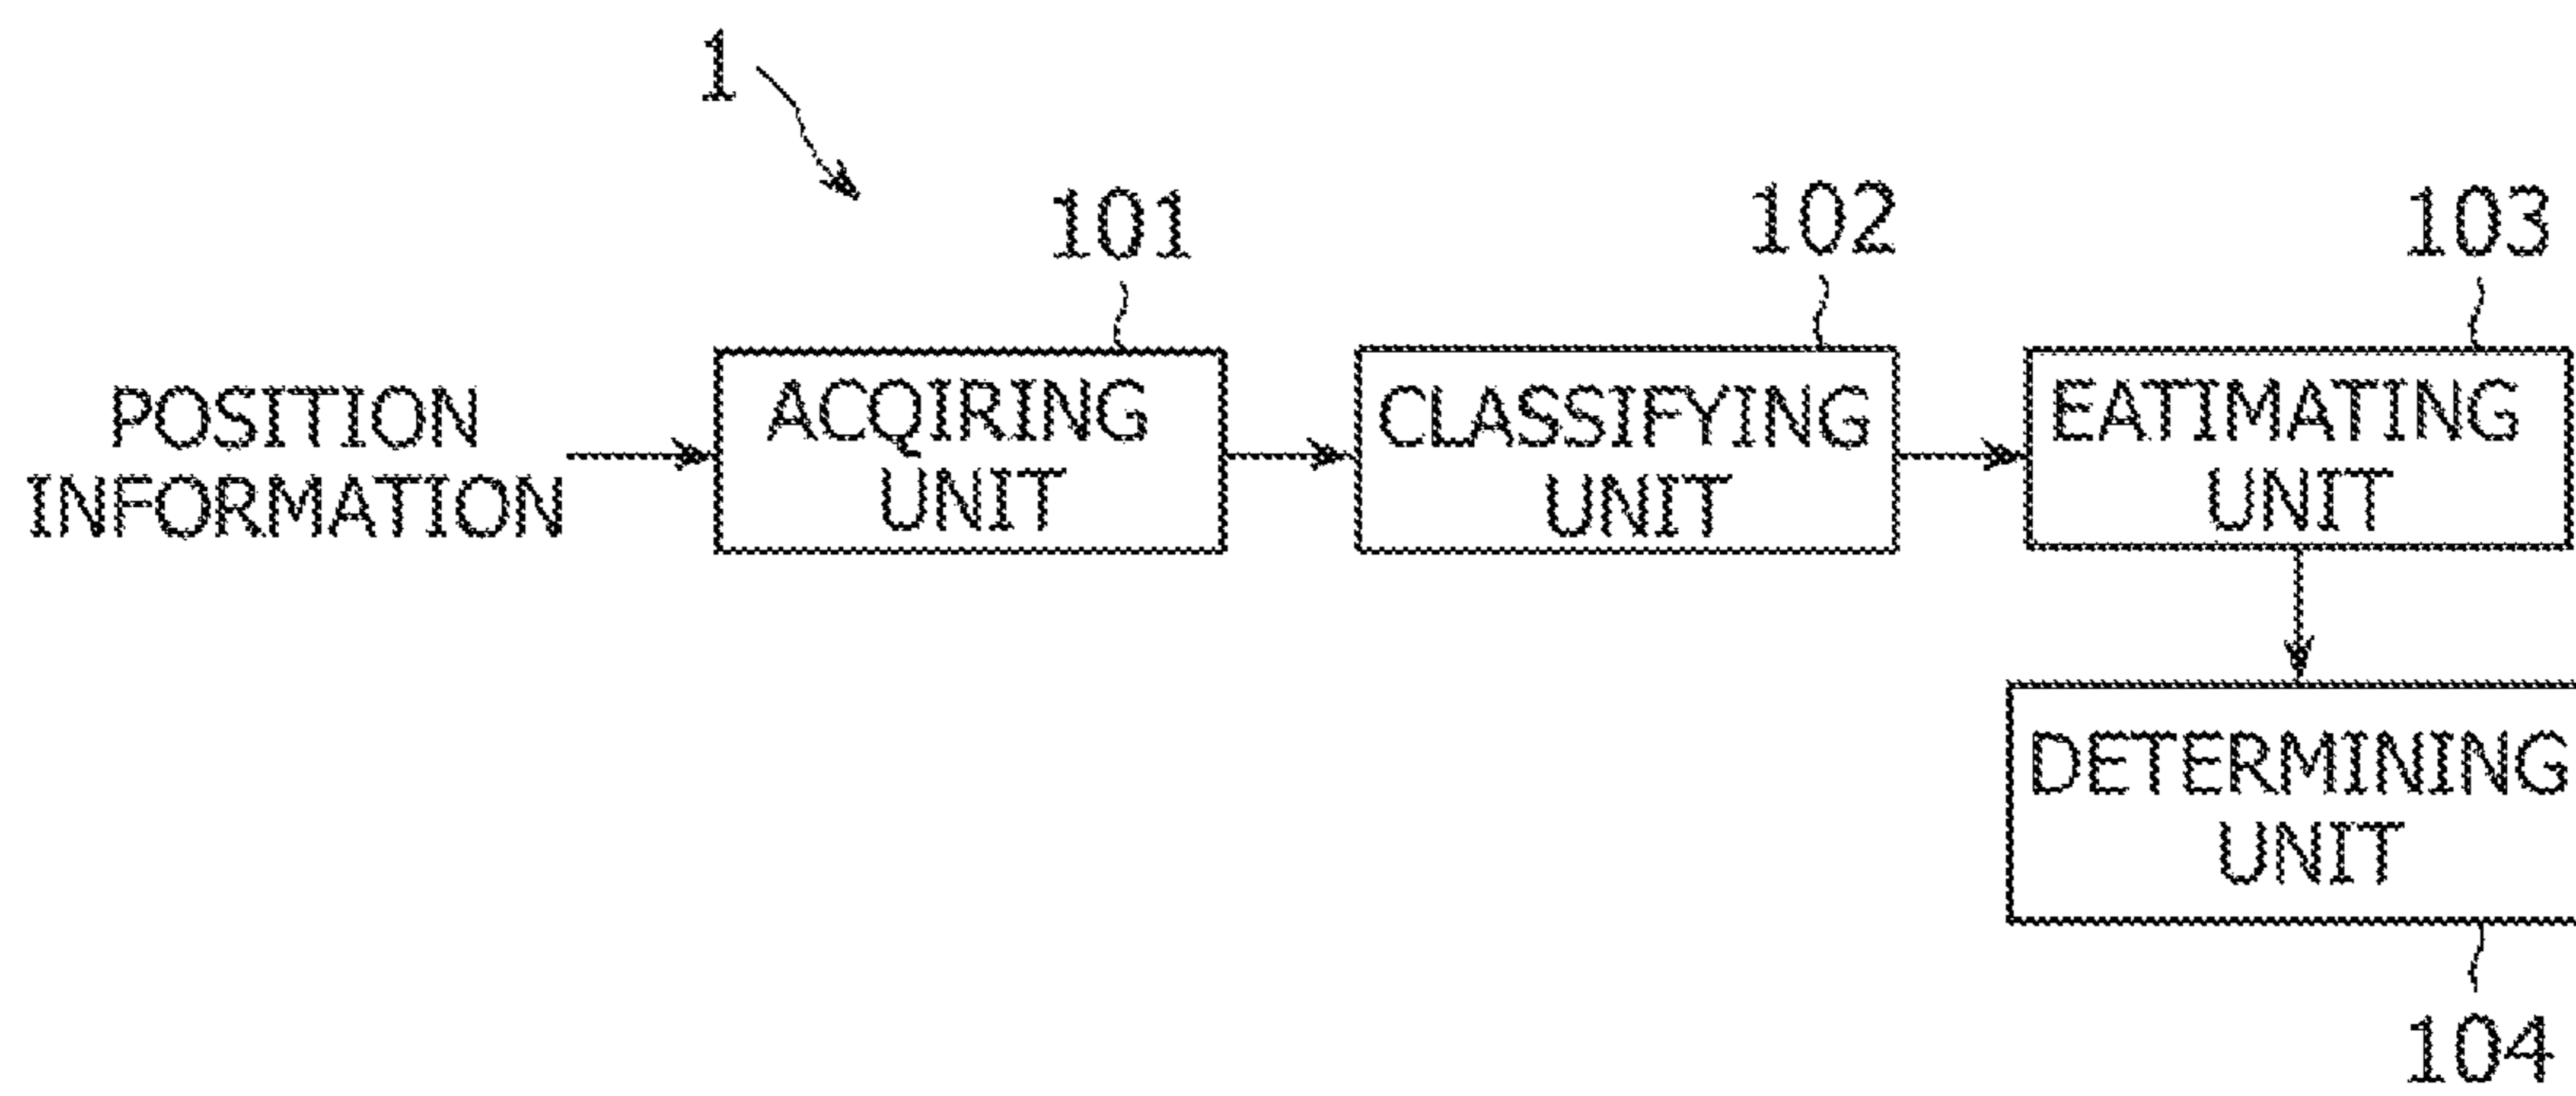 1
101
102
103
POSITION
INFORMATION
ACQIRING
UNIT
CLASSIFYING
UNIT
EATIMATING
UNIT
DETERMINING
UNIT
104